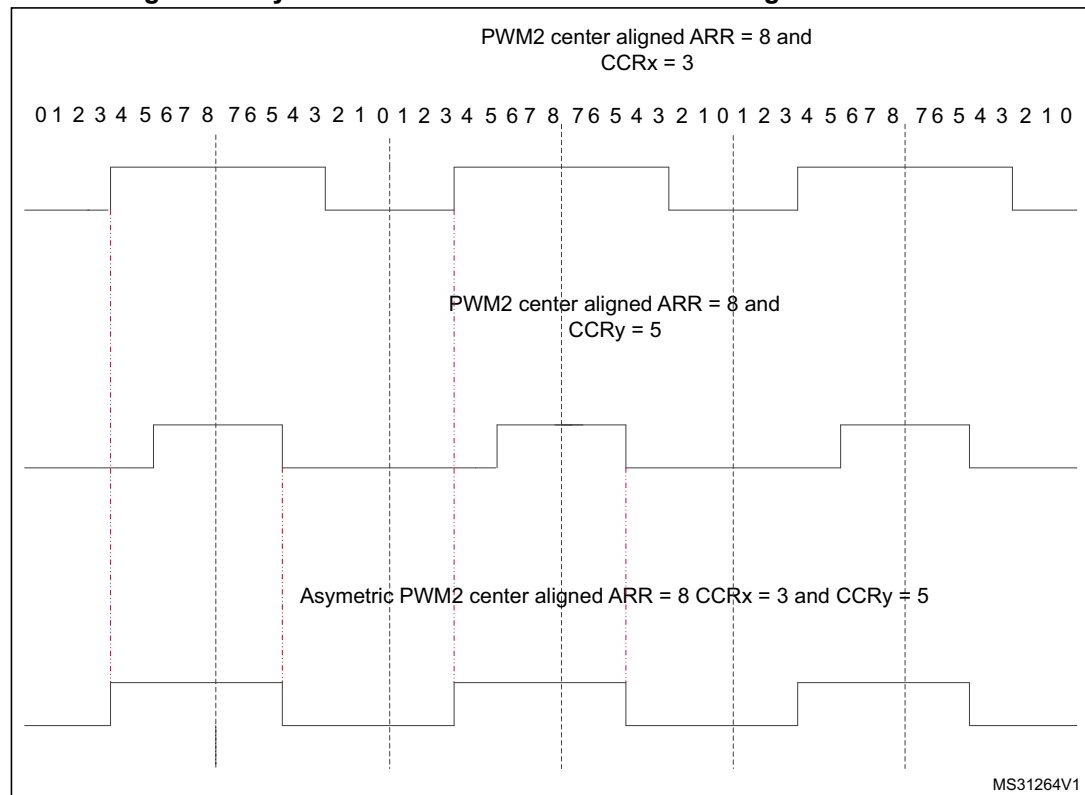 PWM2 center aligned ARR = 8 and
CCRx = 3
0 1 2 3 4 5 6 7 8 7 6 5 4 3 2 1 0 1 2 3 4 5 6 7 8 7 6 5 4 3 2 1 0 1 2 3 4 5 6 7 8 7 6 5 4 3 2 1 0
PWM2 center aligned ARR = 8 and
CCRy = 5
Asymetric PWM2 center aligned ARR = 8 CCRx = 3 and CCRy = 5
MS31264V1